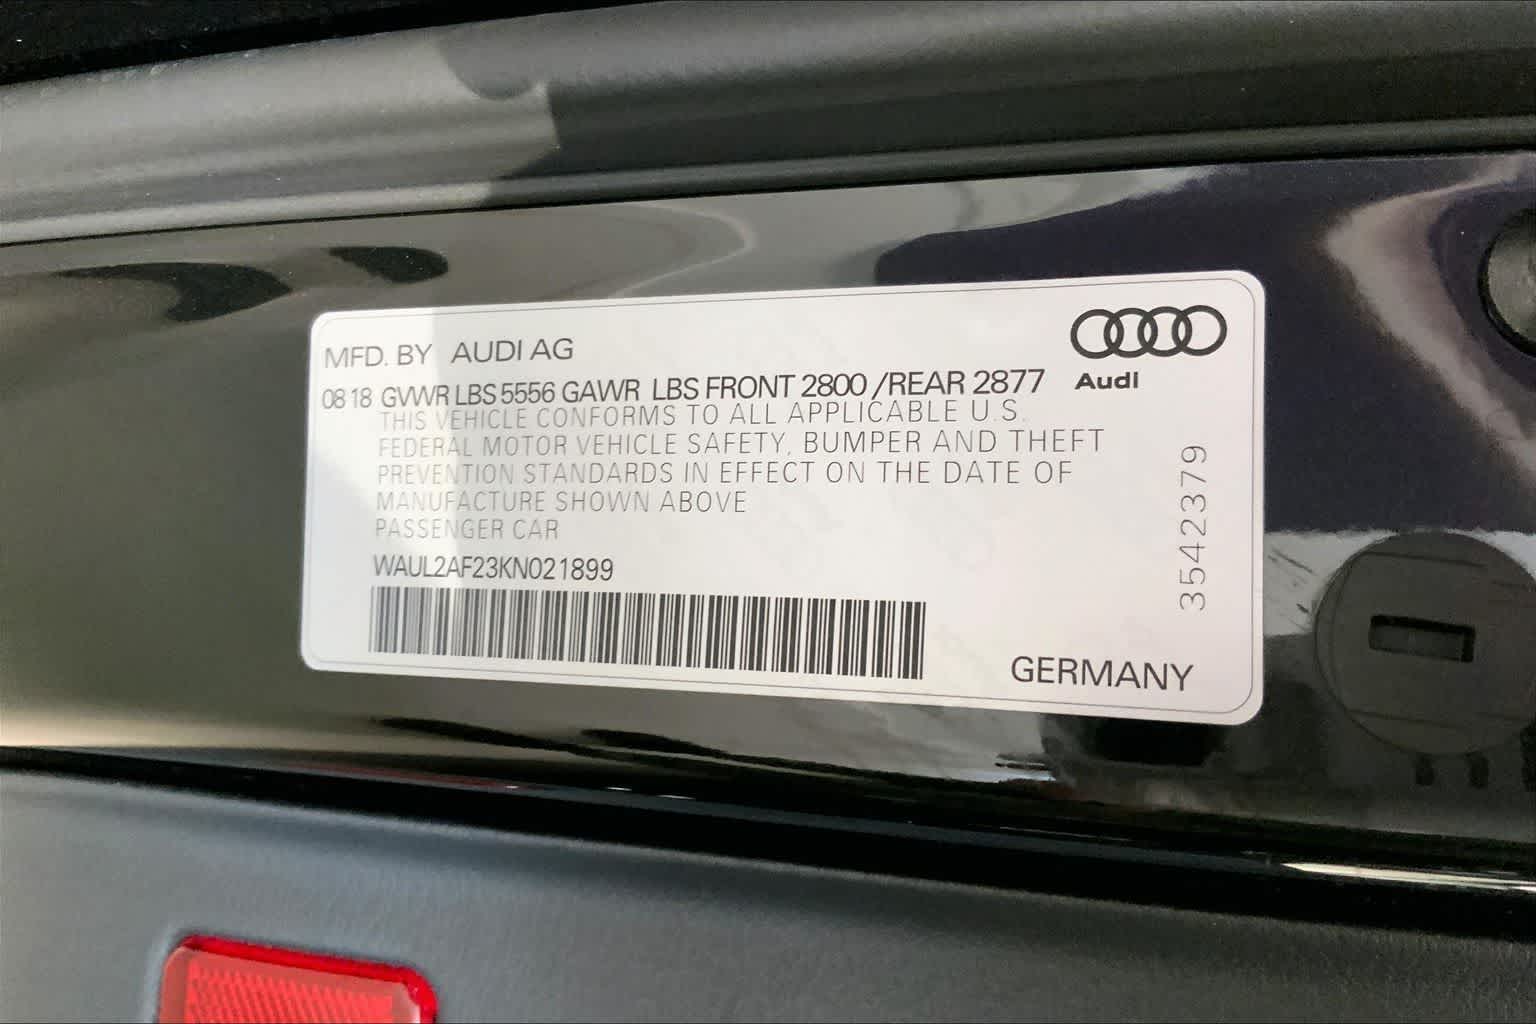 MFD. BY AUDI AG
Audi
08 18 GVWR LBS 5556 GAWR LBS FRONT 2800 /REAR 2877
THIS VEHICLE CONFORMS TO ALL APPLICABLE U.S.
FEDERAL MOTOR VEHICLE SAFETY, BUMPER AND THEFT
PREVENTION STANDARDS IN EFFECT ON THE DATE OF
MANUFACTURE SHOWN ABOVE
PASSENGER CAR
WAUL2AF23KN021899
3542379
GERMANY